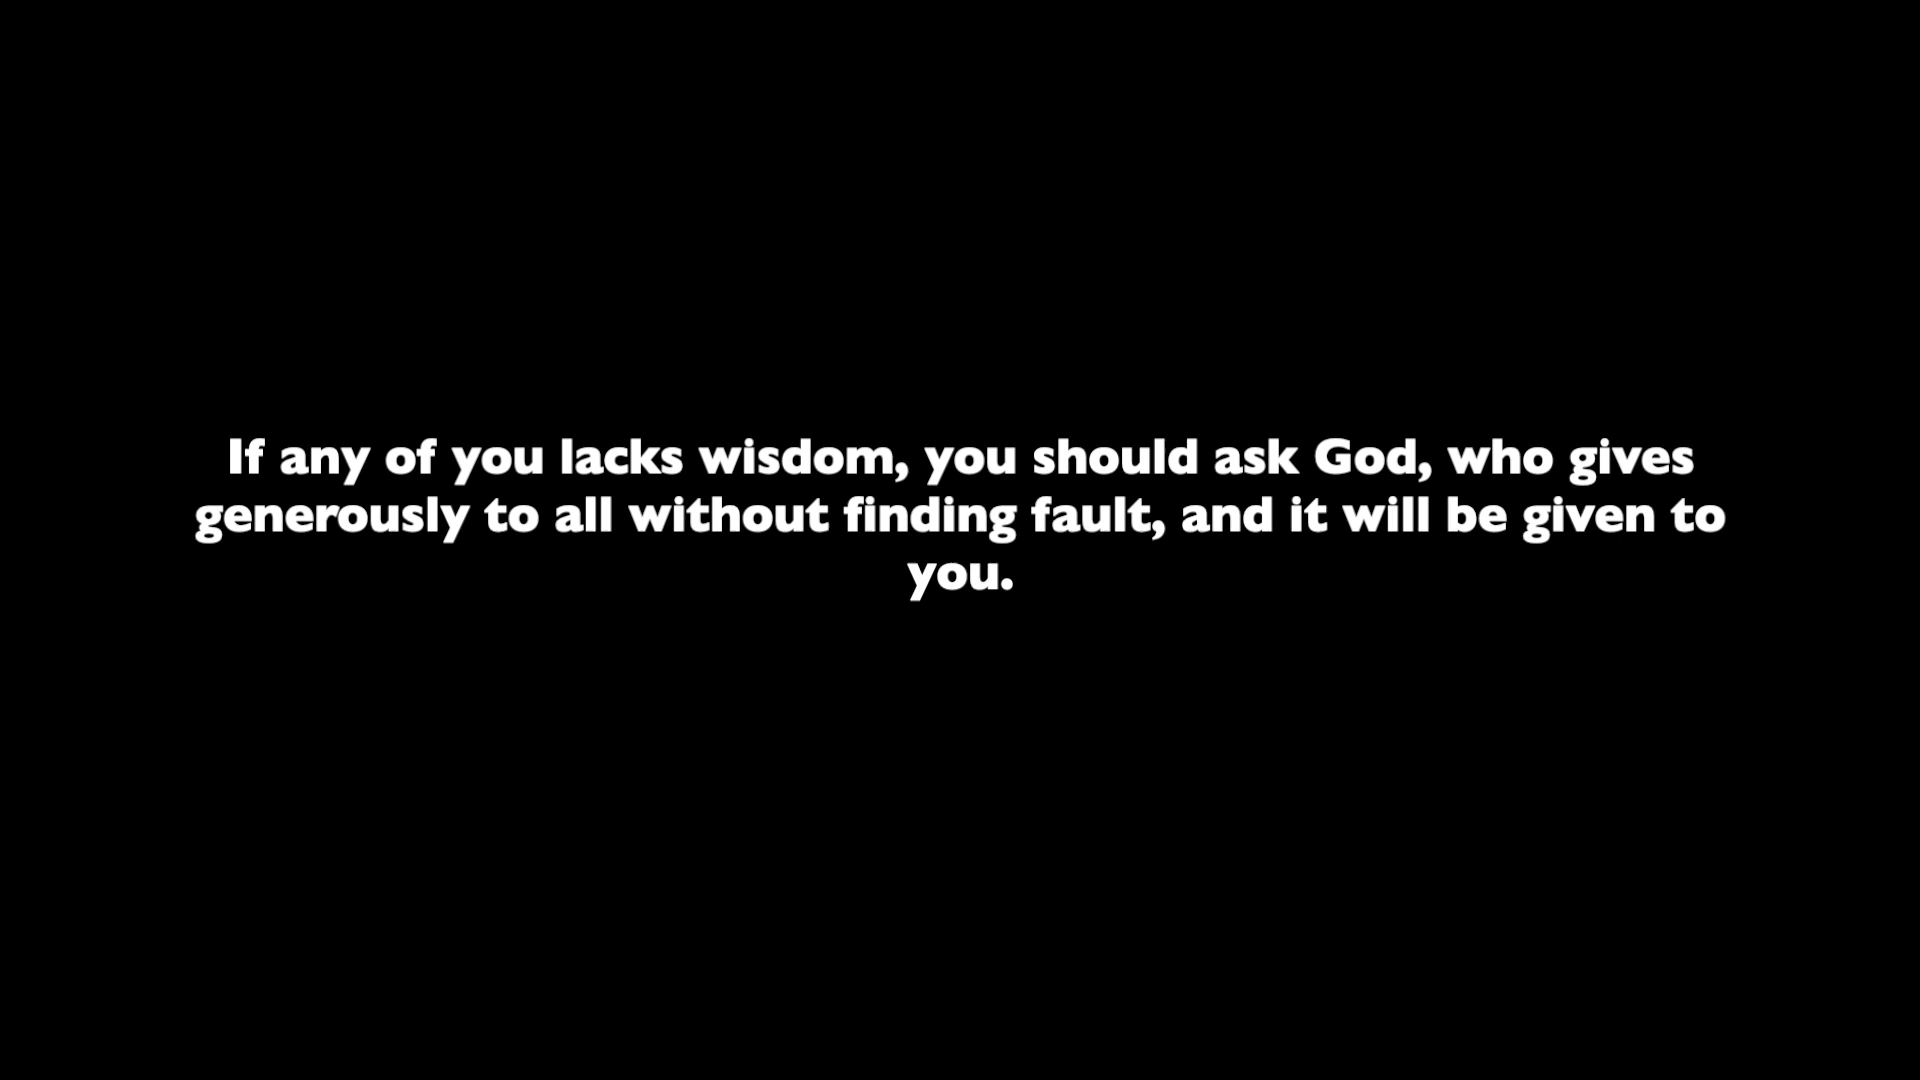 If any of you lacks wisdom, you should ask God, who gives
generously to all without finding fault, and it will be given to
you.